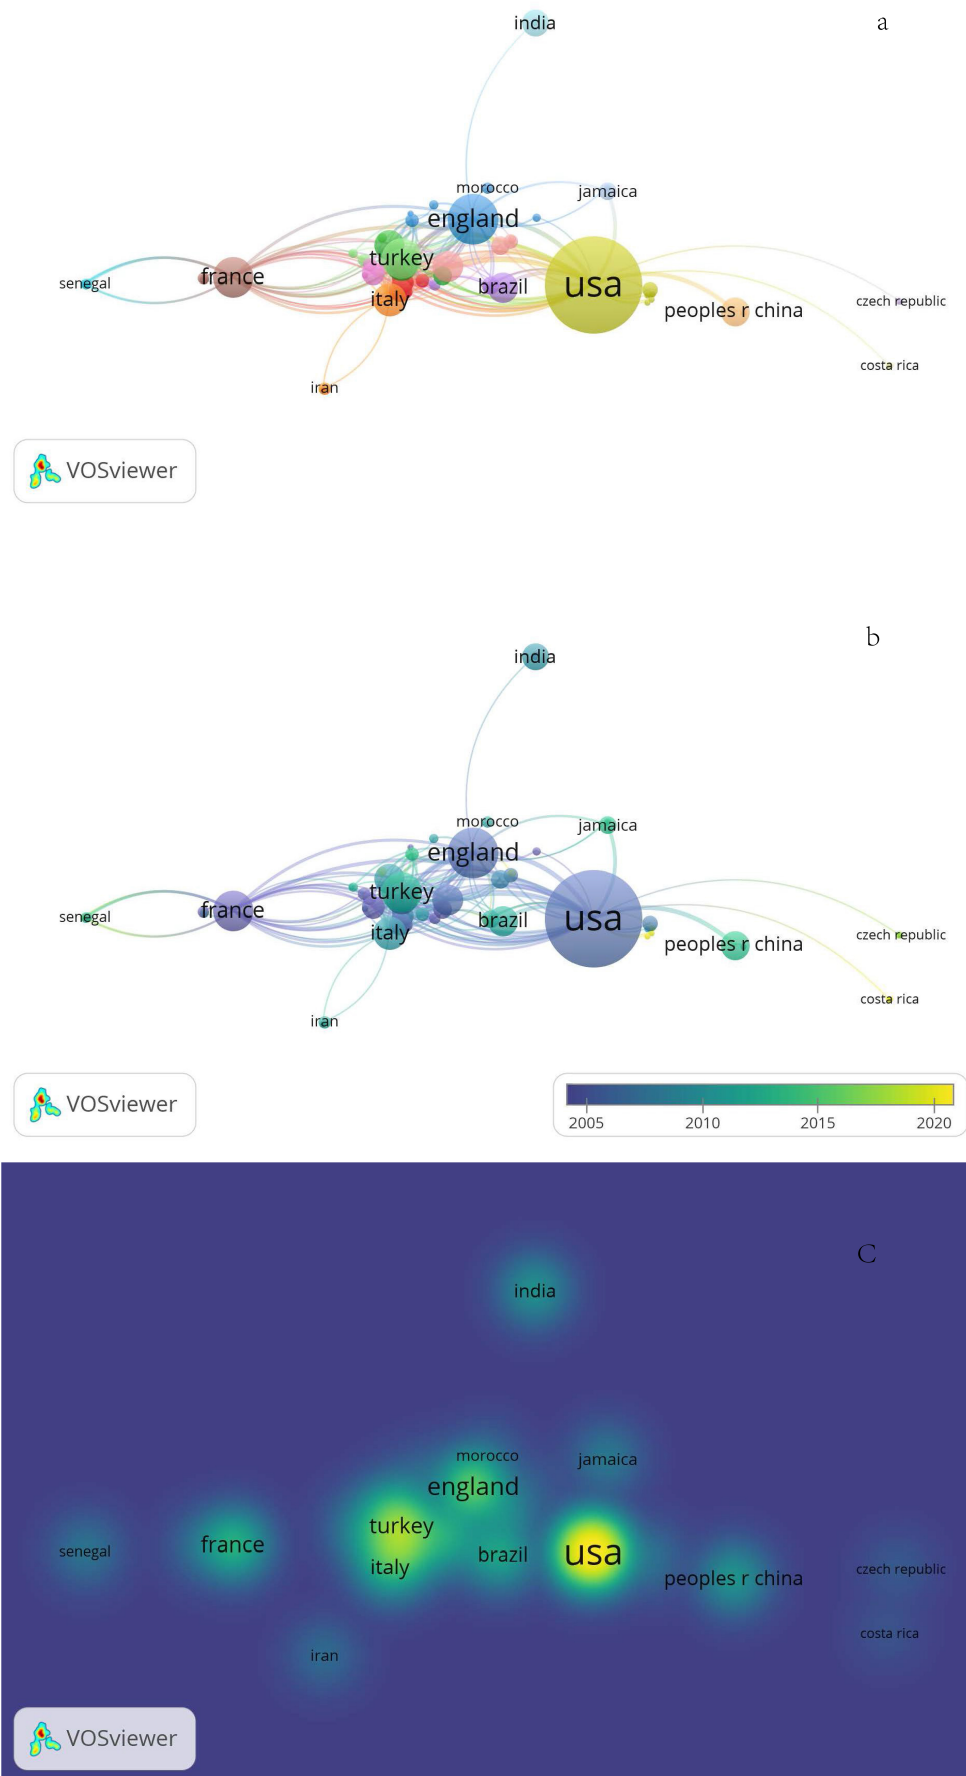 india
a
morocco
jamaica
england
turkey
senegal
france
brazil
usa
italy
peoples r china
czech republic
costa rica
iran
VOSviewer
b
india
morocco
jamaica
england
turkey
senegal
france
brazil
usa
italy
peoples r china
czech republic
costa rica
iran
VOSviewer
2005 2010 2015 2020
C
india
morocco
jamaica
england
turkey
senegal
france
brazil
usa
italy
peoples r china
czech republic
costa rica
iran
VOSviewer